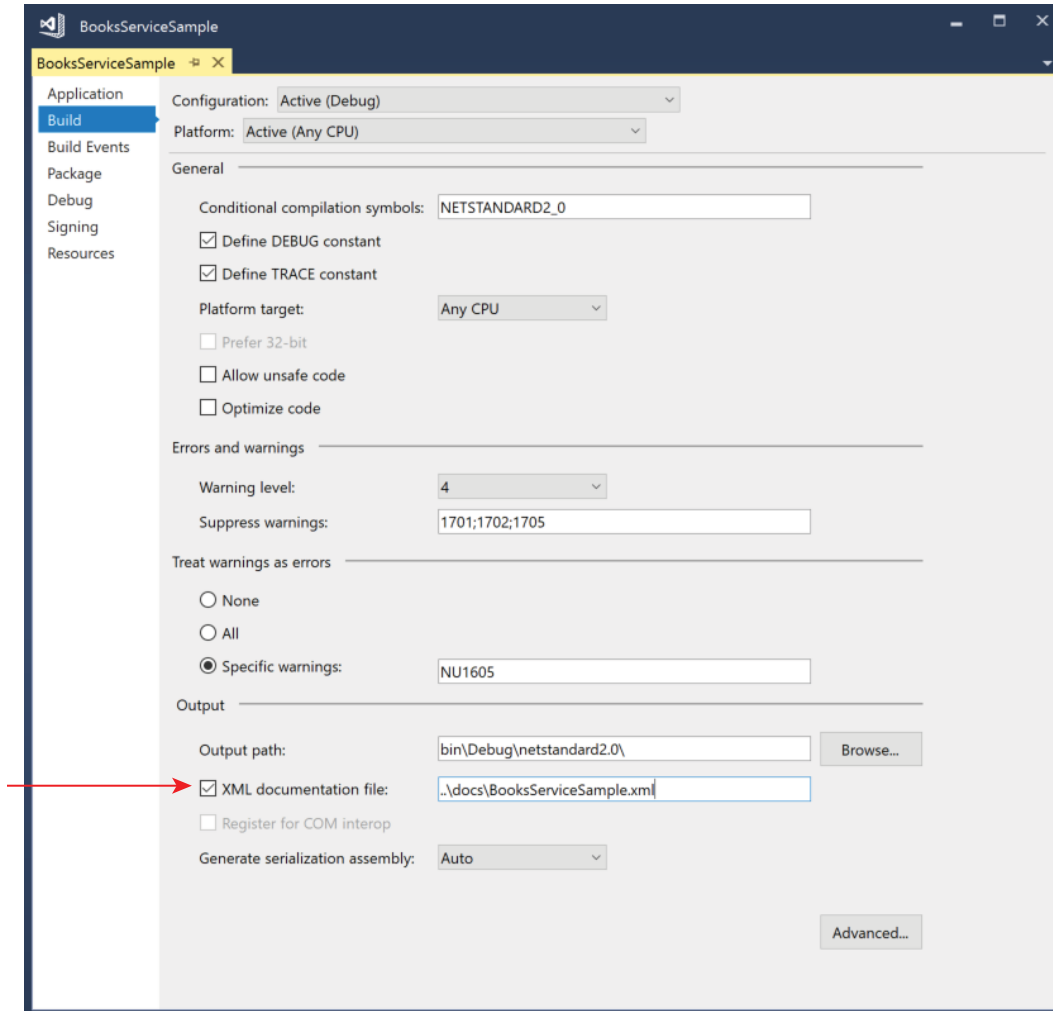 BooksServiceSample
BooksServiceSample
Application
Build
Build Events
Package
Debug
Signing
Resources
Configuration: Active (Debug)
Platform: Active (Any CPU)
General
Conditional compilation symbols: NETSTANDARD2_0
Define DEBUG constant
Define TRACE constant
Platform target: Any CPU
Prefer 32-bit
Allow unsafe code
Optimize code
Errors and warnings
Warning level: 4
Suppress warnings: 1701;1702;1705
Treat warnings as errors
None
All
Specific warnings: NU1605
Output
Output path: bin\Debug\netstandard2.0\ Browse...
XML documentation file: ..\docs\BooksServiceSample.xml
Register for COM interop
Generate serialization assembly: Auto
Advanced...